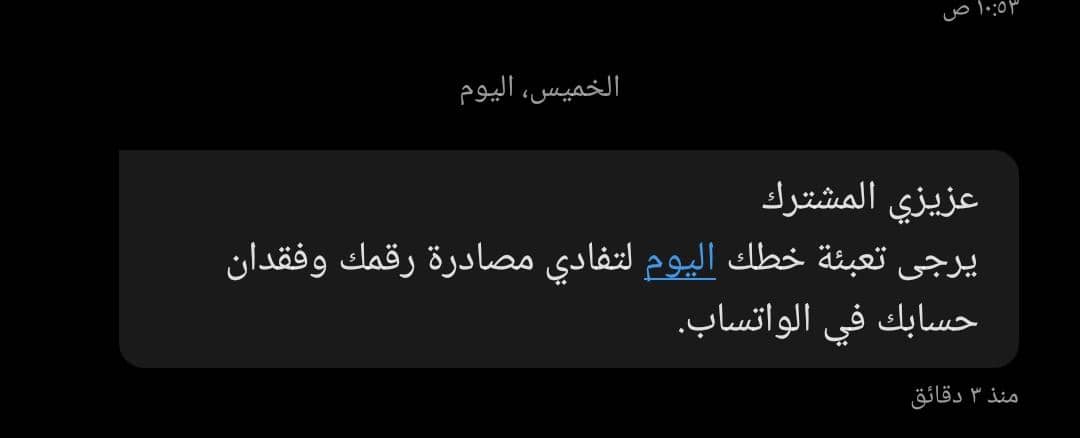 ١٠:٥٣ ص
الخميس، اليوم
عزيزي المشترك
يرجى تعبئة خطك اليوم لتفادي مصادرة رقمك وفقدان
حسابك في الواتساب.
منذ ٣ دقائق